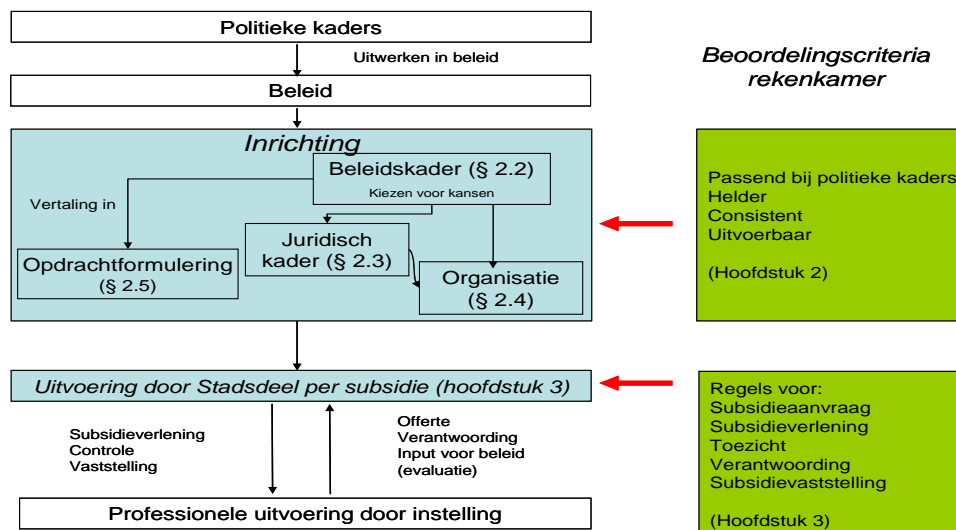 Politieke kaders
Uitwerken in beleid
Beleid
Inrichting
Beleidskader (§ 2.2)
Kiezen voor kansen
Vertaling in
Juridisch
kader (§ 2.3)
Opdrachtformulering
(§ 2.5)
Organisatie
(§ 2.4)
Uitvoering door Stadsdeel per subsidie (hoofdstuk 3)
Subsidieverlening
Controle
Vaststelling
Offerte
Verantwoording
Input voor beleid
(evaluatie)
Professionele uitvoering door instelling
Beoordelingscriteria
rekenkamer
Passend bij politieke kaders
Helder
Consistent
Uitvoerbaar
(Hoofdstuk 2)
Regels voor:
Subsidieaanvraag
Subsidieverlening
Toezicht
Verantwoording
Subsidievaststelling
(Hoofdstuk 3)